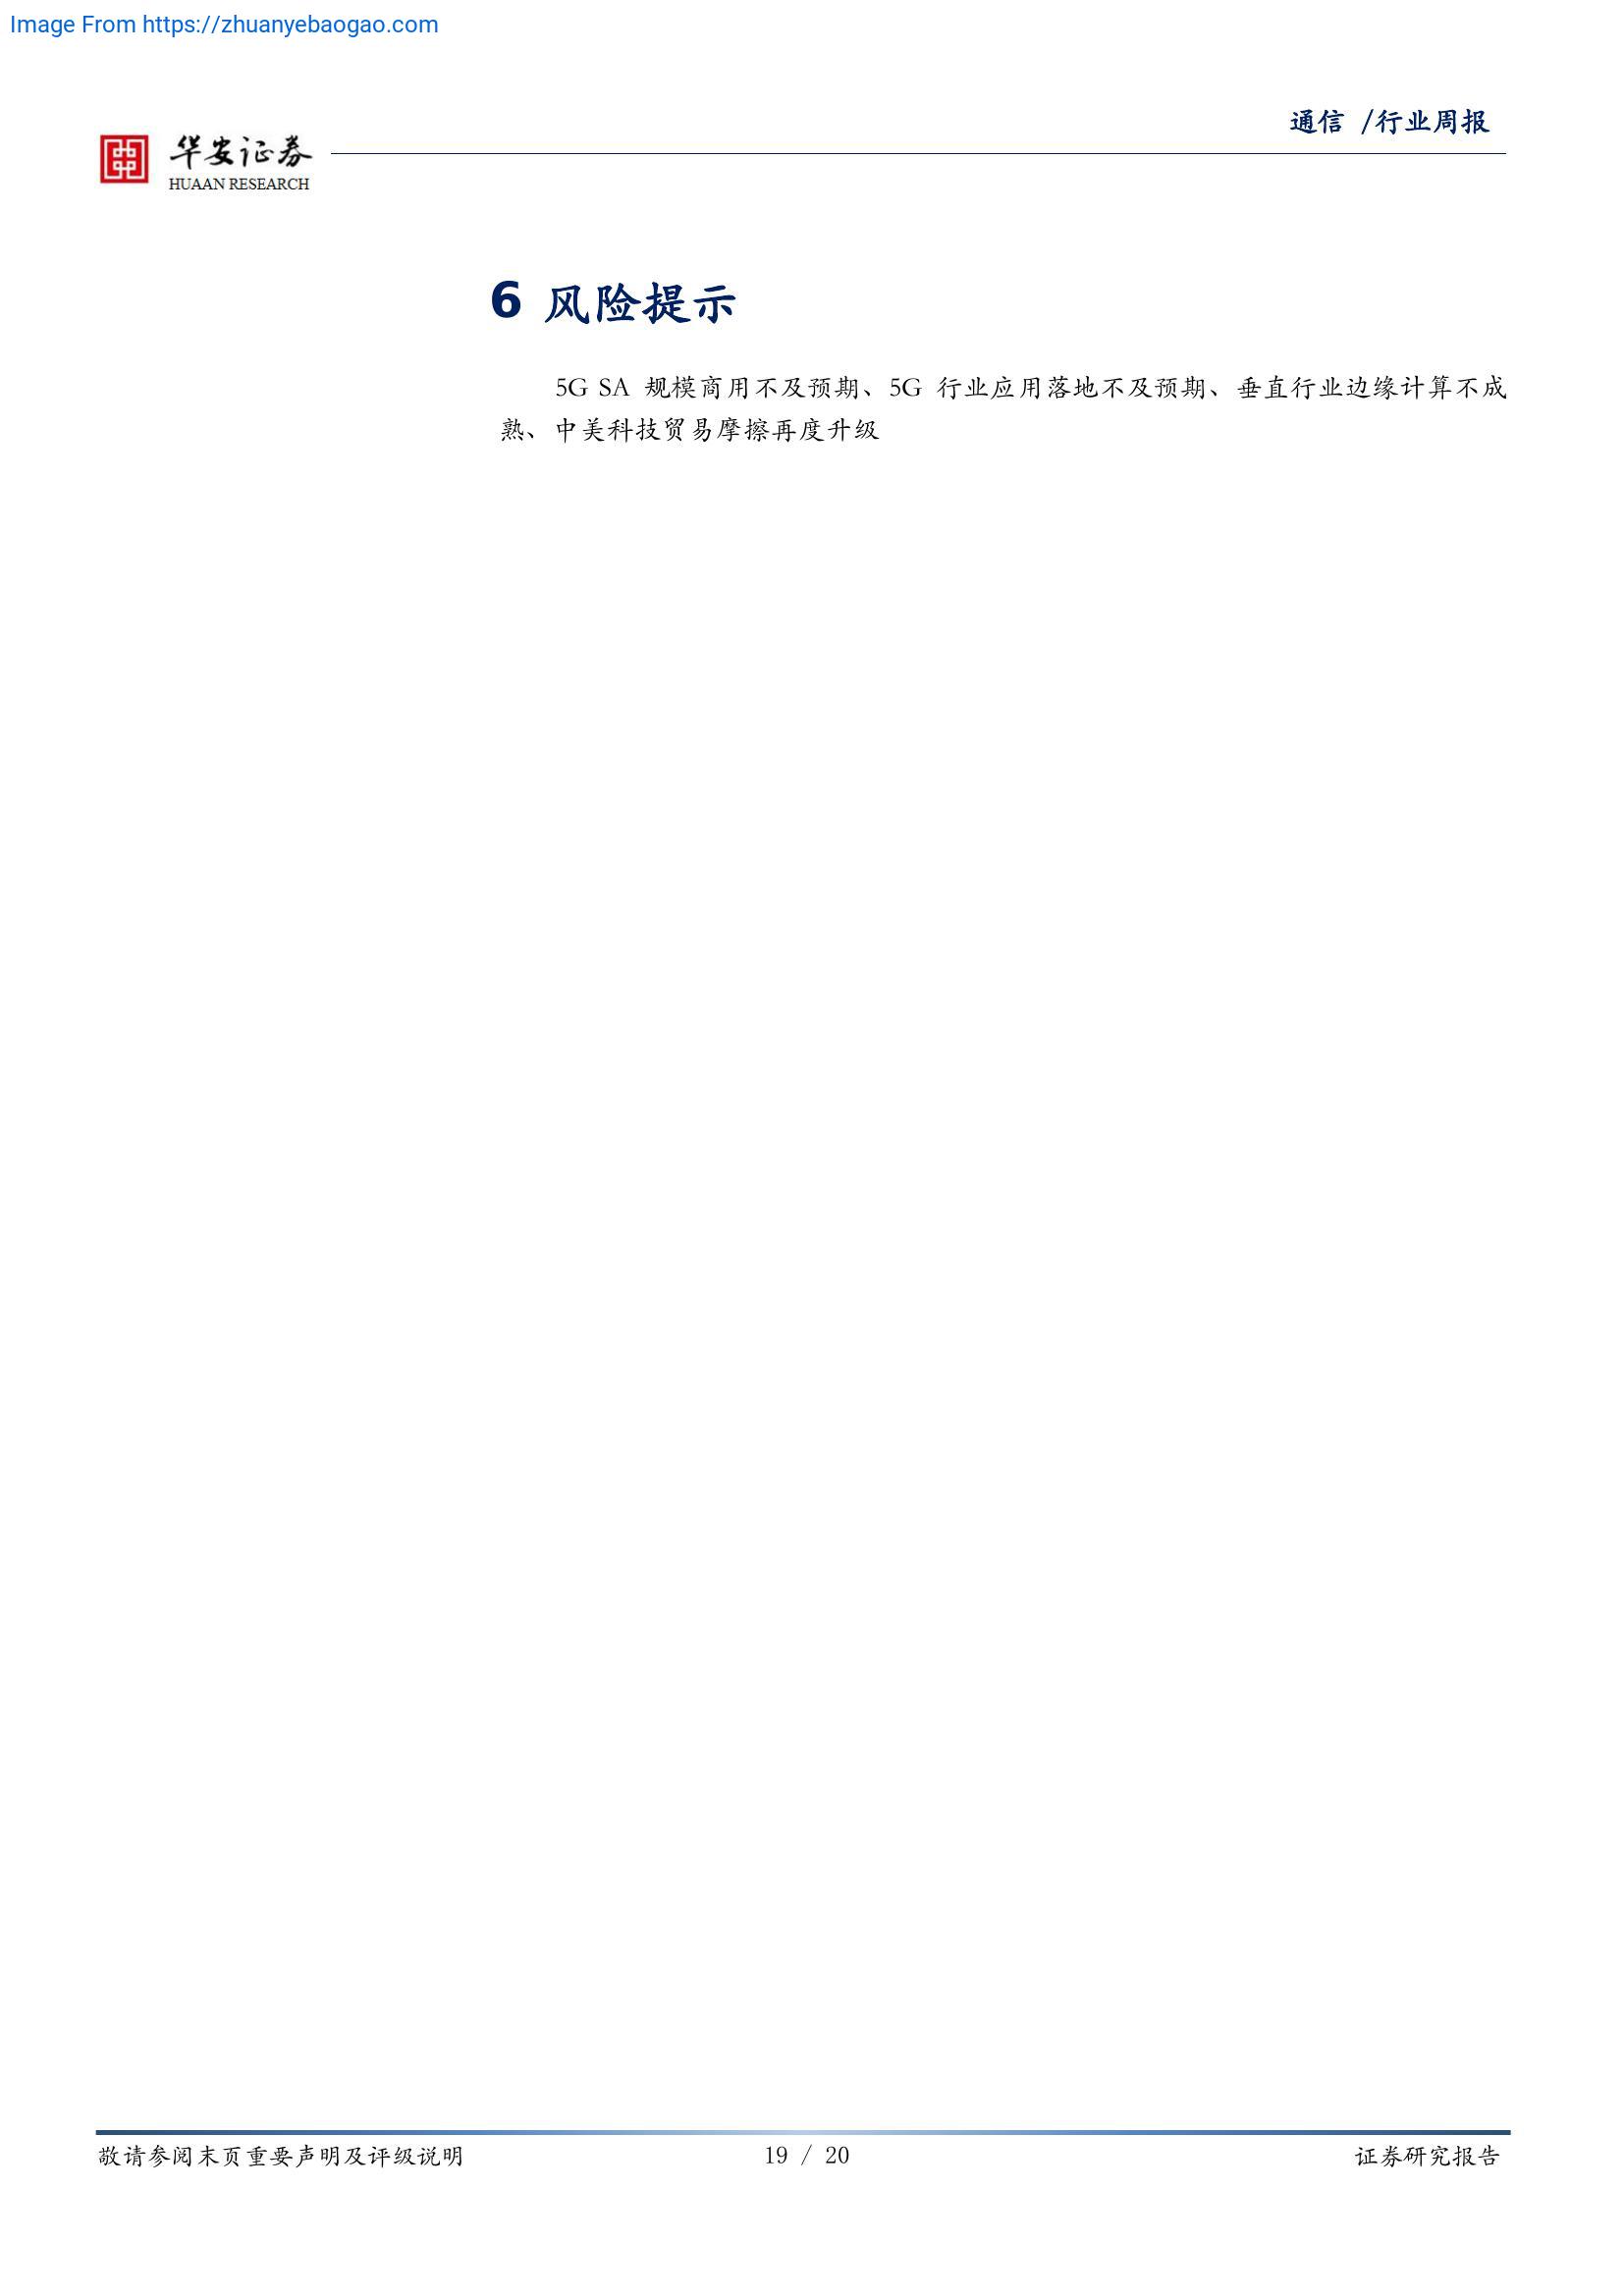 Image From https://zhuanyebaogao.com
通信 /行业周报
华安证券
HUAAN RESEARCH
6 风险提示
5G SA 规模商用不及预期、5G 行业应用落地不及预期、垂直行业边缘计算不成
熟、中美科技贸易摩擦再度升级
敬请参阅末页重要声明及评级说明
19 / 20
证券研究报告